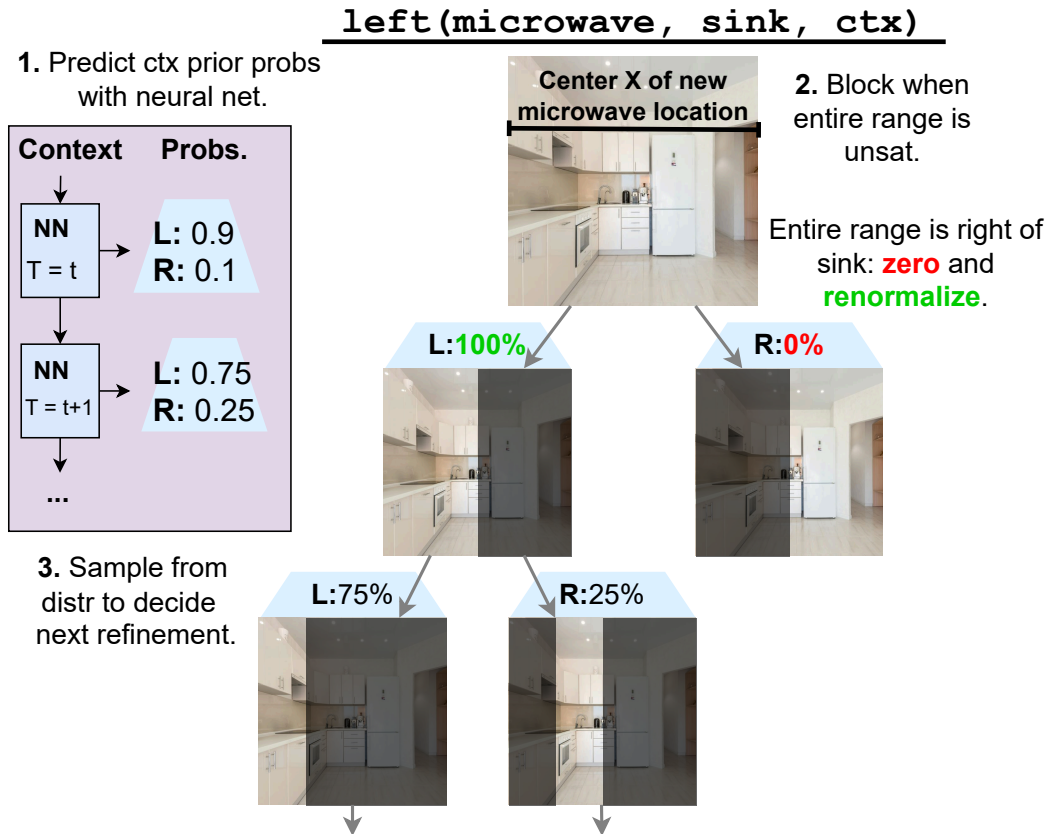 left(microwave, sink, ctx)
1. Predict ctx prior probs
with neural net.
Context Probs.
NN
T = t
L: 0.9
R: 0.1
NN
T = t+1
L: 0.75
R: 0.25
...
Center X of new
microwave location
2. Block when
entire range is
unsat.
Entire range is right of
sink: zero and
renormalize.
L:100%
R:0%
3. Sample from
distr to decide
next refinement.
L:75%
R:25%